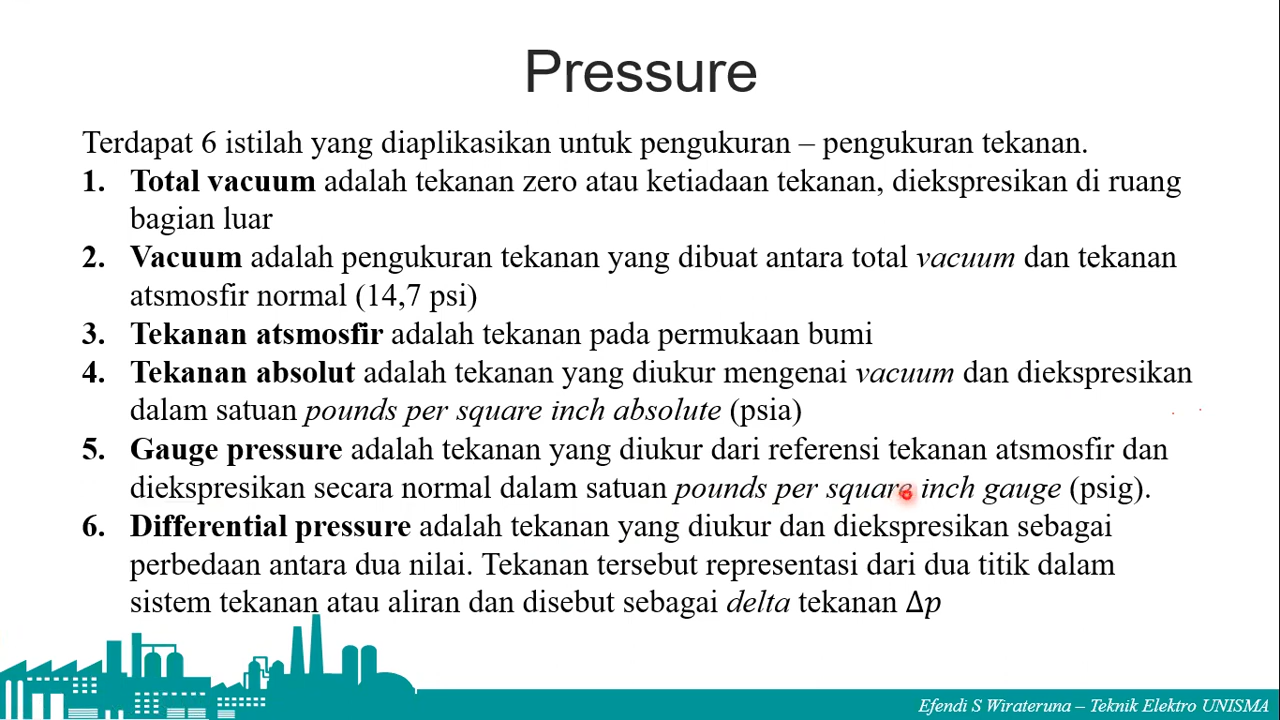 Pressure
Terdapat 6 istilah yang diaplikasikan untuk pengukuran – pengukuran tekanan.
1. Total vacuum adalah tekanan zero atau ketiadaan tekanan, diekspresikan di ruang
bagian luar
2. Vacuum adalah pengukuran tekanan yang dibuat antara total vacuum dan tekanan
atsmosfir normal (14,7 psi)
3. Tekanan atsmosfir adalah tekanan pada permukaan bumi
4. Tekanan absolut adalah tekanan yang diukur mengenai vacuum dan diekspresikan
dalam satuan pounds per square inch absolute (psia)
5. Gauge pressure adalah tekanan yang diukur dari referensi tekanan atsmosfir dan
diekspresikan secara normal dalam satuan pounds per square inch gauge (psig).
6. Differential pressure adalah tekanan yang diukur dan diekspresikan sebagai
perbedaan antara dua nilai. Tekanan tersebut representasi dari dua titik dalam
sistem tekanan atau aliran dan disebut sebagai delta tekanan Δp
Efendi S Wirateruna – Teknik Elektro UNISMA